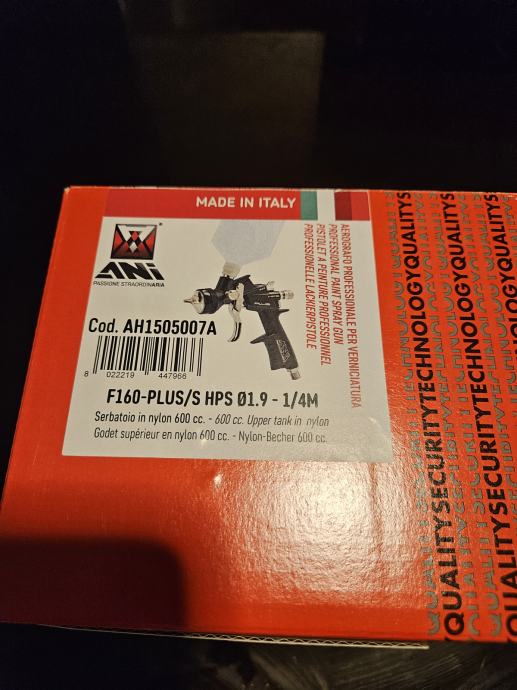 MADE IN ITALY
ANI
PASSIONE STRAORDINARIA
AEROGRAFO PROFESSIONALE PER VERNICIATURA
PROFESSIONAL PAINT SPRAY GUN
PISTOLET A PEINTURE PROFESSIONNEL
PROFESSIONELLE LACKIERPISTOLE
Cod. AH1505007A
8 022219 447966
F160-PLUS/S HPS Ø1.9 - 1/4M
Serbatoio in nylon 600 cc. - 600 cc. Upper tank in nylon
Godet supérieur en nylon 600 cc. - Nylon-Becher 600 cc.
QUALITYSECURITYTECHNOLOGYQUALITYS
QUALITYSECURITYTECHNOLOGYQUALITYS